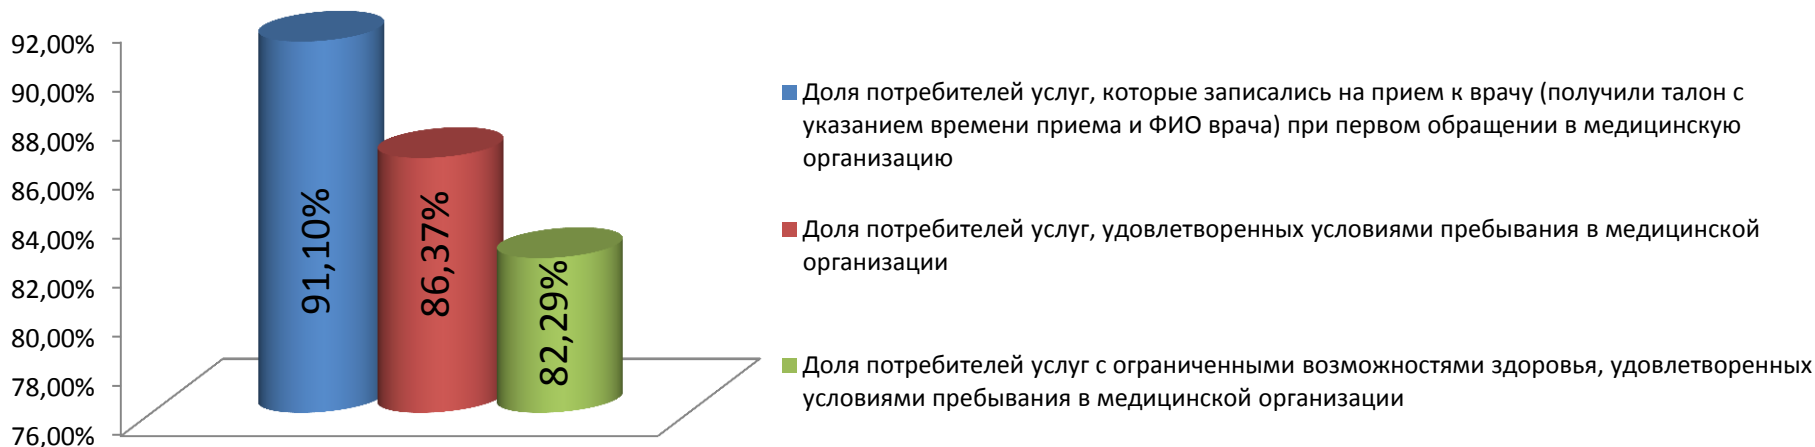 92,00%
90,00%
88,00%
86,00%
84,00%
82,00%
80,00%
78,00%
76,00%
91,10%
86,37%
82,29%
Доля потребителей услуг, которые записались на прием к врачу (получили талон с
указанием времени приема и ФИО врача) при первом обращении в медицинскую
организацию
Доля потребителей услуг, удовлетворенных условиями пребывания в медицинской
организации
Доля потребителей услуг с ограниченными возможностями здоровья, удовлетворенных
условиями пребывания в медицинской организации